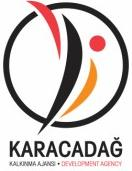 KARACADAĞ
KALKINMA AJANSI • DEVELOPMENT AGENCY